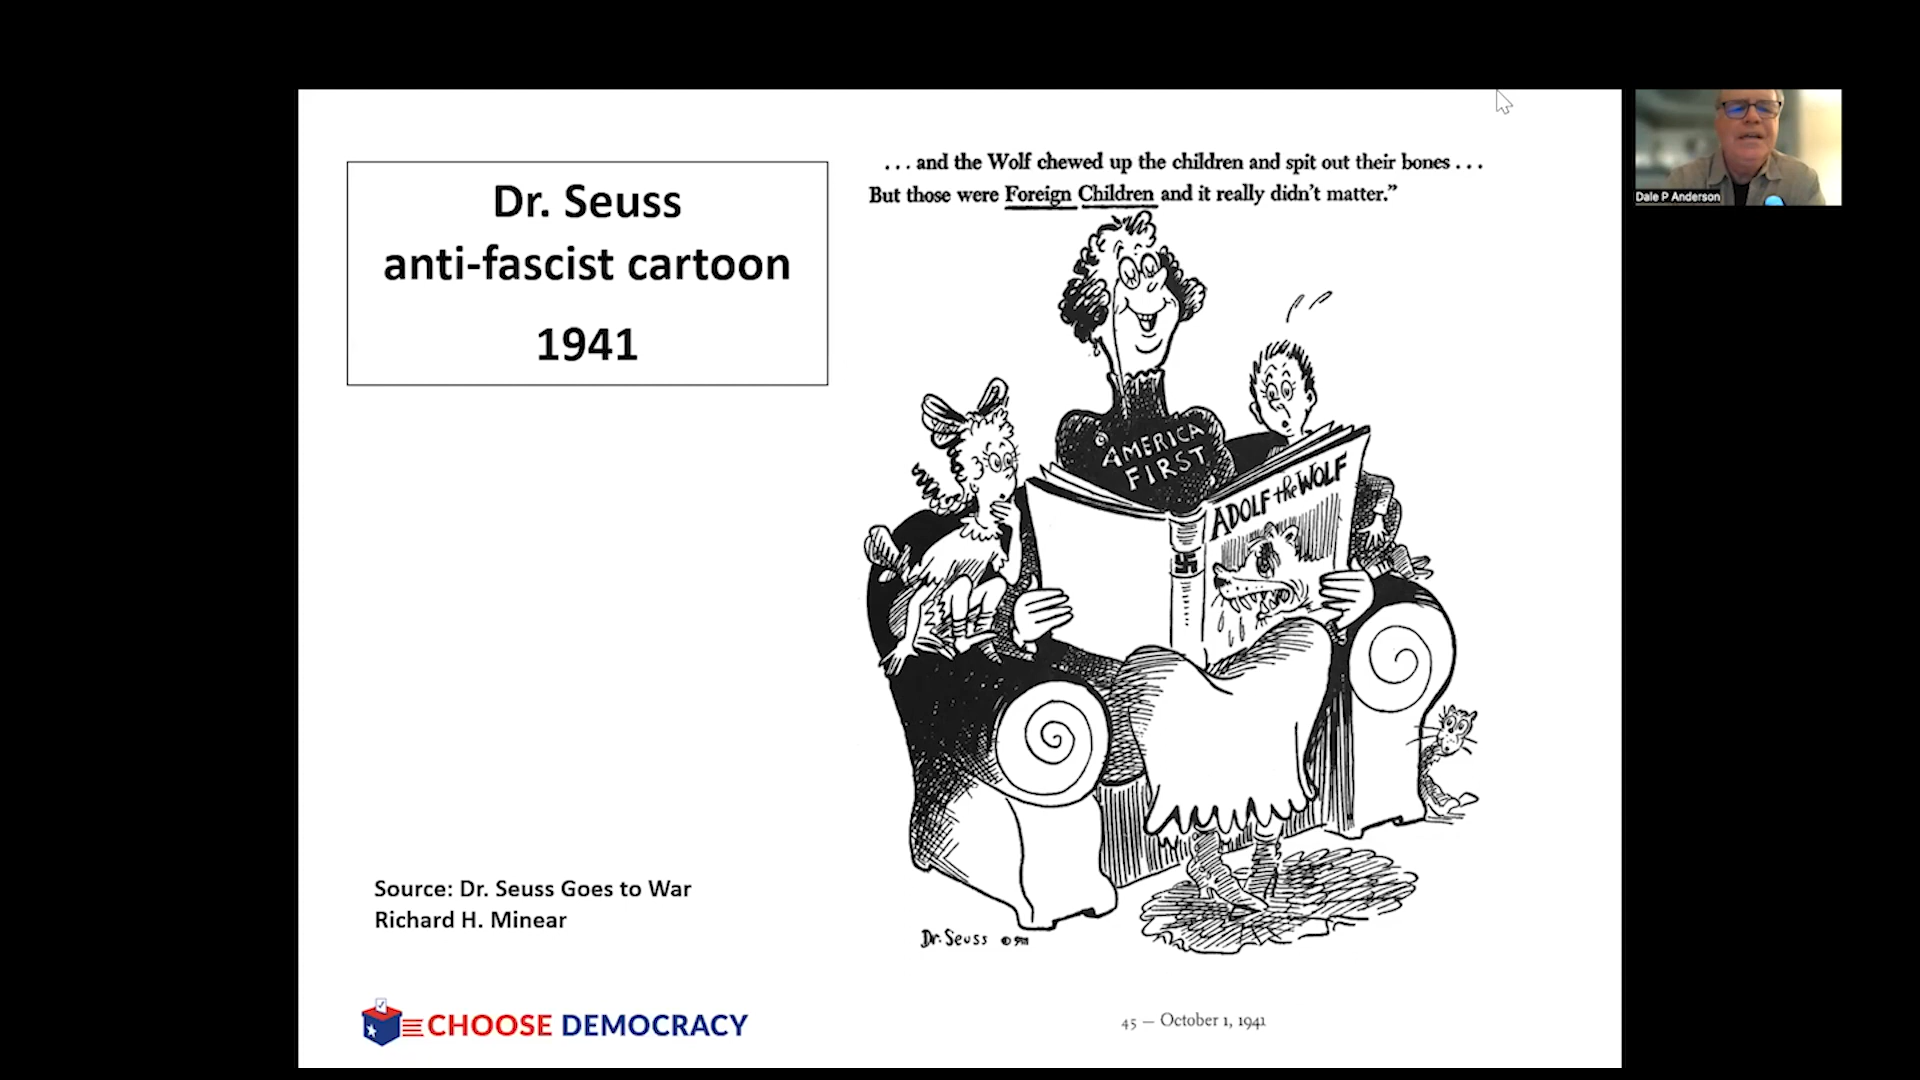 Dr. Seuss
anti-fascist cartoon
1941
. . . and the Wolf chewed up the children and spit out their bones . . .
But those were Foreign Children and it really didn't matter."
AMERICA
FIRST
ADOLF the WOLF
Dr. Seuss ©
Source: Dr. Seuss Goes to War
Richard H. Minear
CHOOSE DEMOCRACY
45 — October 1, 1941
Dale P Anderson